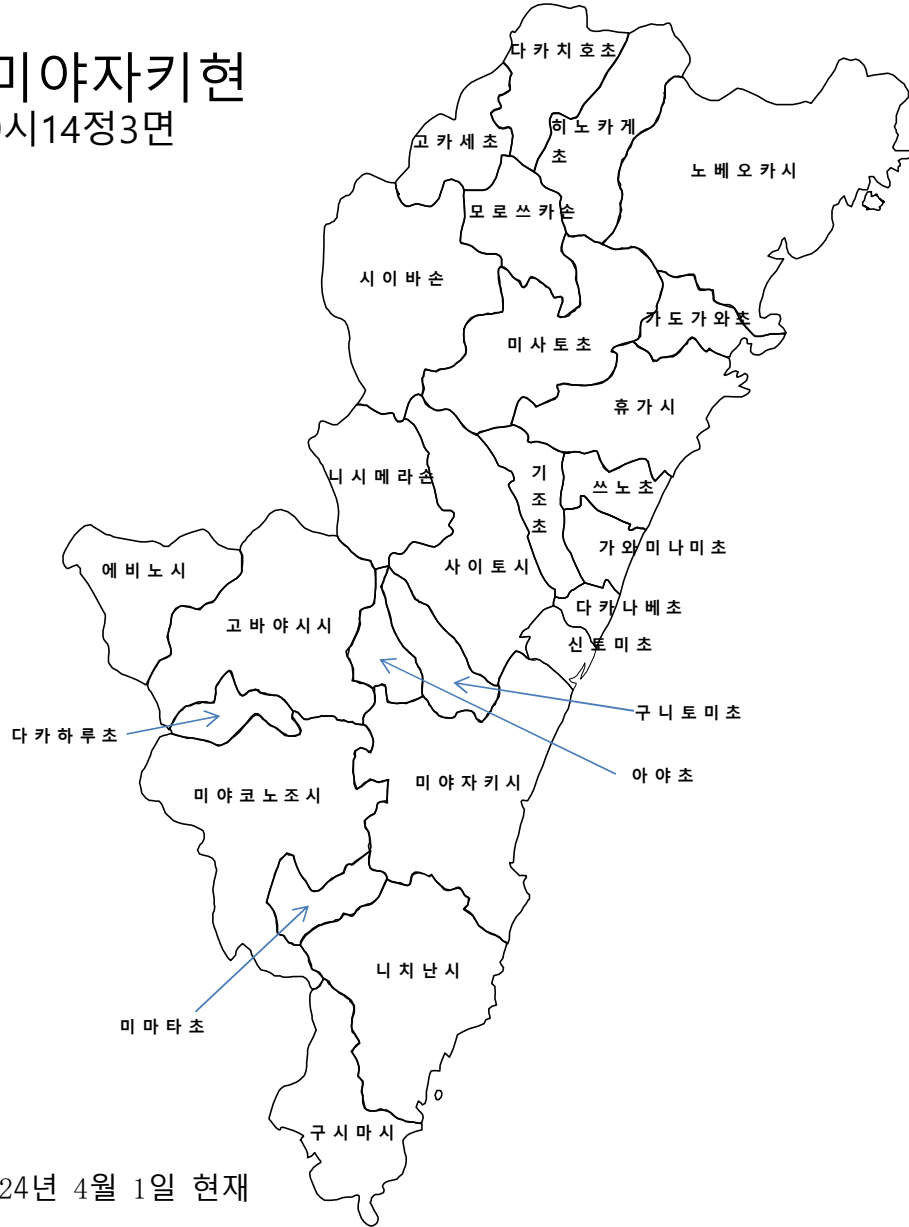 미야자키현
시14정3면
다카치호초
히노카게
초
고카세초
노베오카시
모로쓰카손
시이바손
가도가와초
미사토초
휴가시
니시메라손
기
조
초
쓰노초
가와미나미초
에비노시
사이토시
다카나베초
고바야시시
신토미초
구니토미초
다카하루초
아야초
미야자키시
미야코노조시
니치난시
미마타초
구시마시
24년 4월 1일 현재